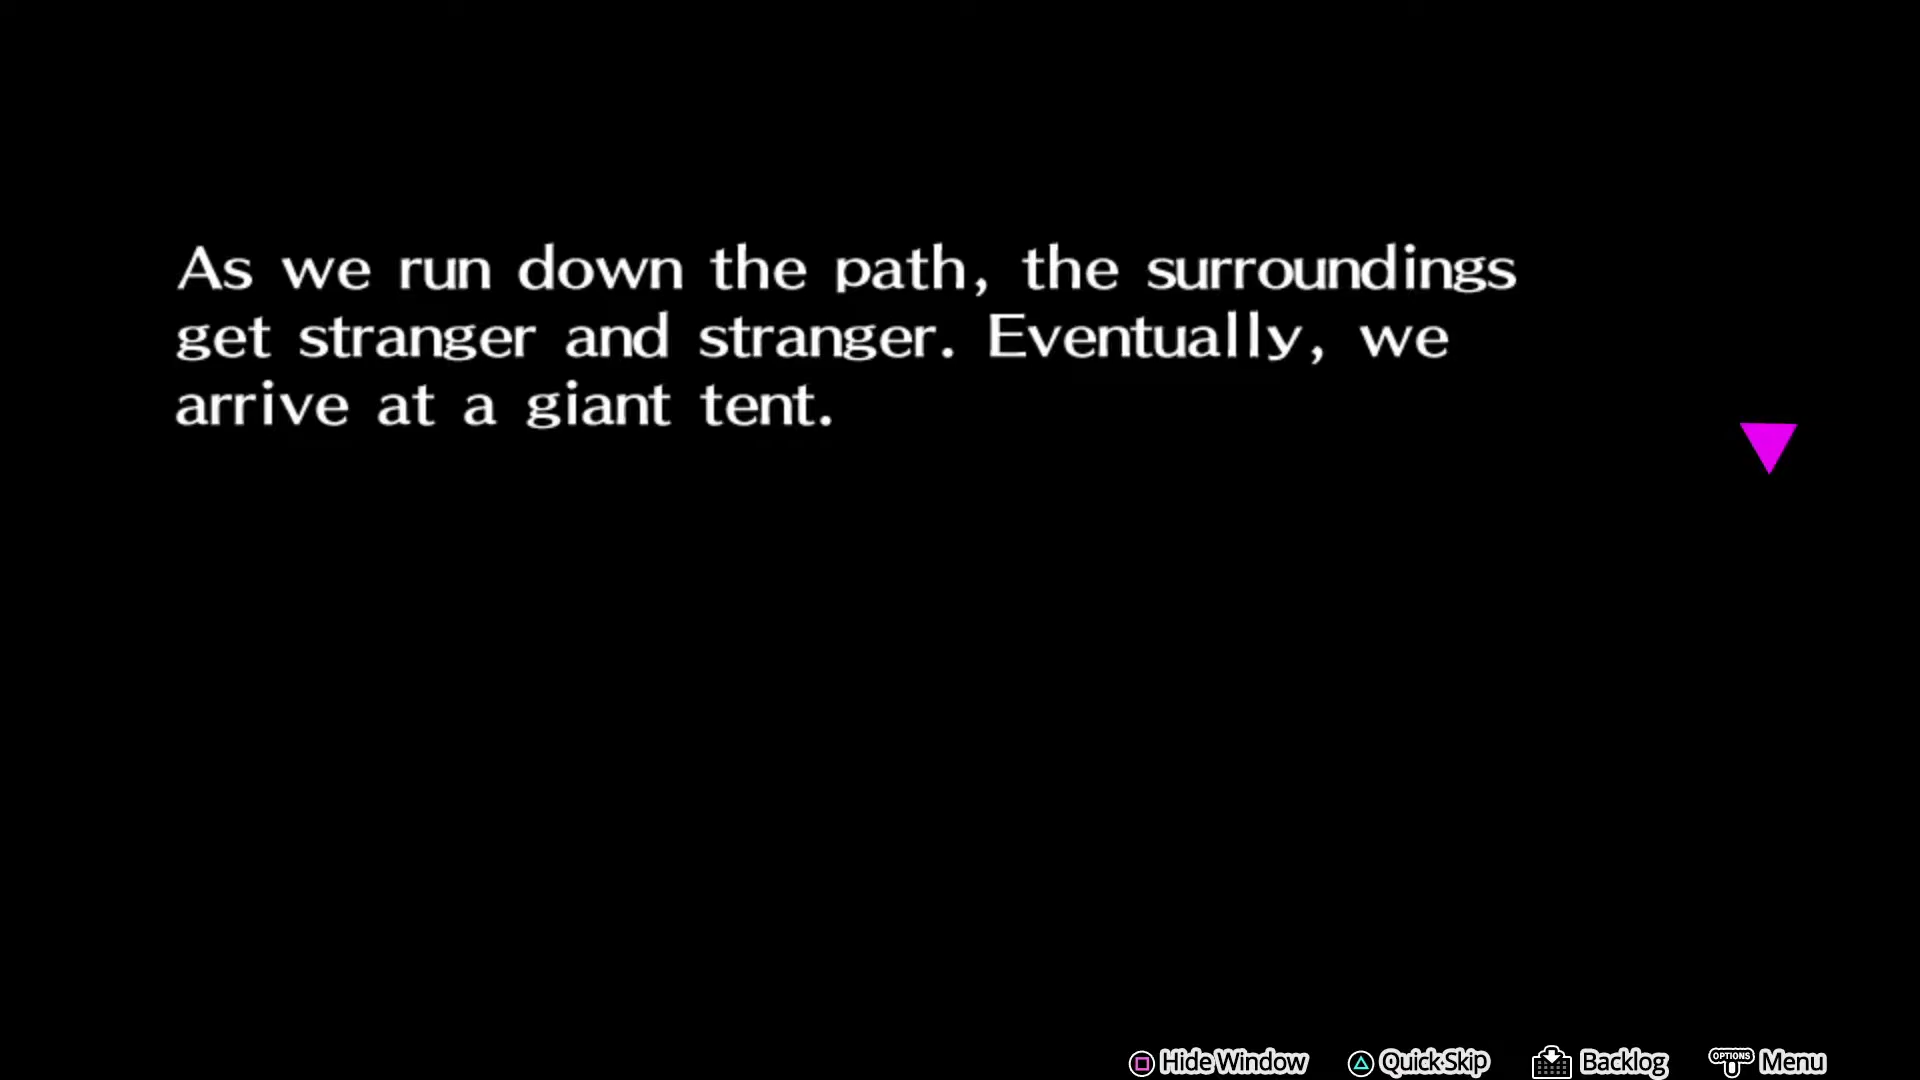 As we run down the path, the surroundings
get stranger and stranger. Eventually, we
arrive at a giant tent.
Hide Window Quick Skip Backlog OPTIONS Menu